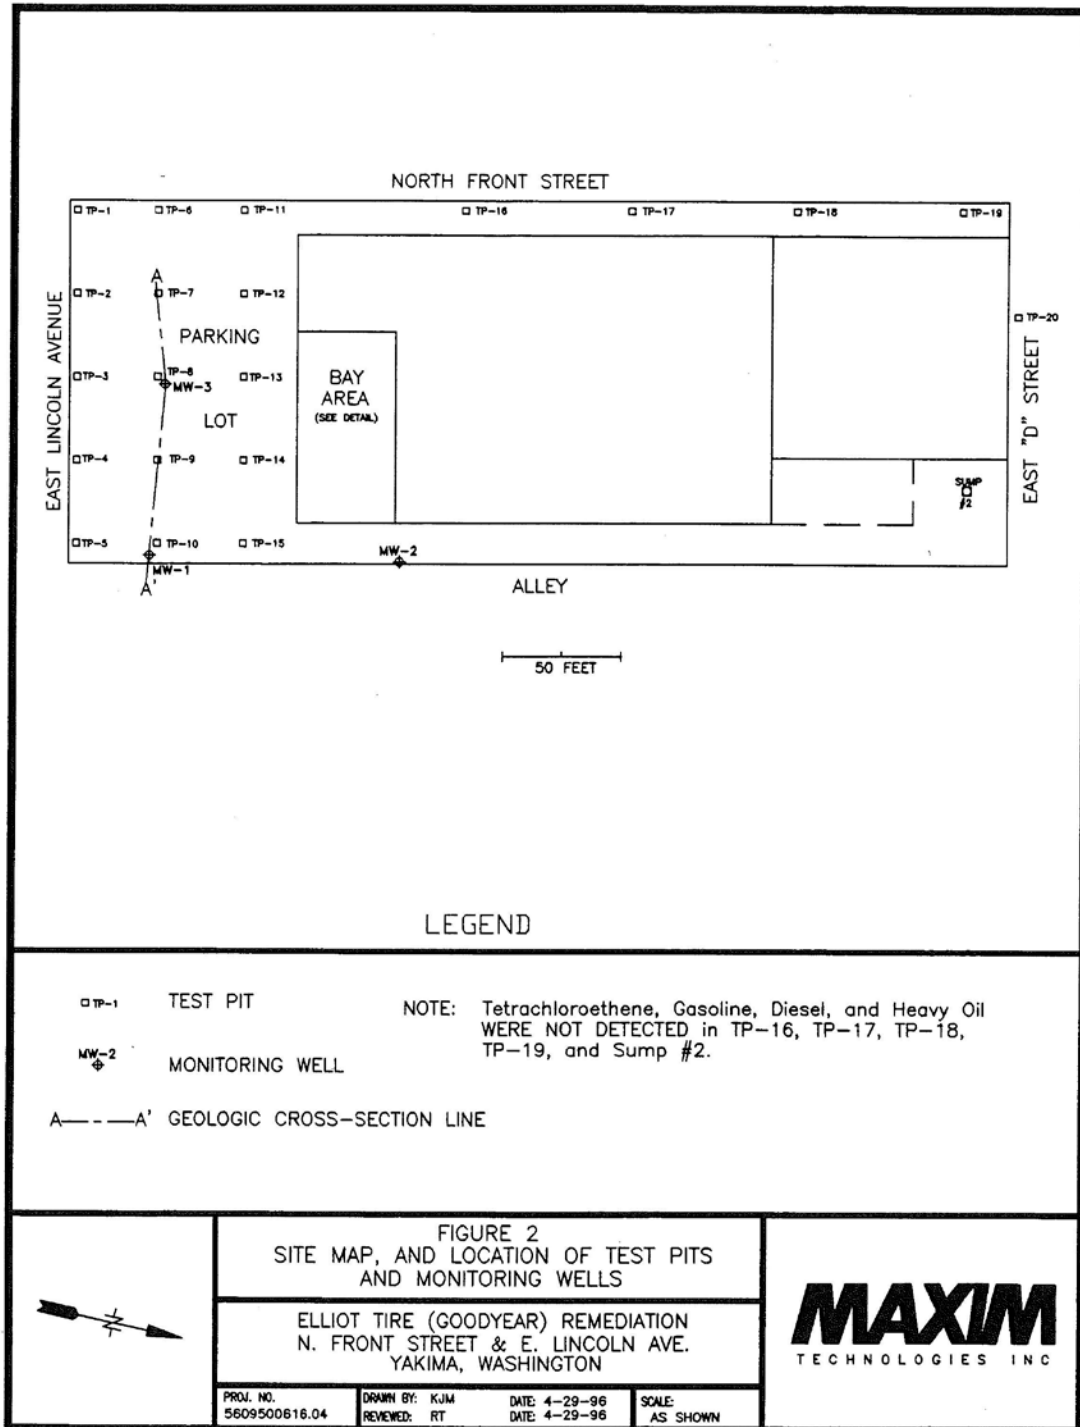 NORTH FRONT STREET
TP-1
TP-6
TP-11
TP-16
TP-17
TP-18
TP-19
A
TP-2
TP-7
TP-12
TP-20
PARKING
TP-3
TP-8
MW-3
TP-13
LOT
BAY
AREA
(SEE DETAIL)
EAST LINCOLN AVENUE
EAST "D" STREET
TP-4
TP-9
TP-14
SUMP
#2
TP-5
TP-10
TP-15
MW-1
MW-2
A'
ALLEY
50 FEET
LEGEND
TP-1 TEST PIT
MW-2 MONITORING WELL
A A' GEOLOGIC CROSS-SECTION LINE
NOTE: Tetrachloroethene, Gasoline, Diesel, and Heavy Oil
WERE NOT DETECTED in TP-16, TP-17, TP-18,
TP-19, and Sump #2.
N
FIGURE 2
SITE MAP, AND LOCATION OF TEST PITS
AND MONITORING WELLS
ELLIOT TIRE (GOODYEAR) REMEDIATION
N. FRONT STREET & E. LINCOLN AVE.
YAKIMA, WASHINGTON
PROJ. NO.
5609500616.04
DRAWN BY: KJM DATE: 4-29-96
REVIEWED: RT DATE: 4-29-96
SCALE:
AS SHOWN
MAXIM
TECHNOLOGIES INC